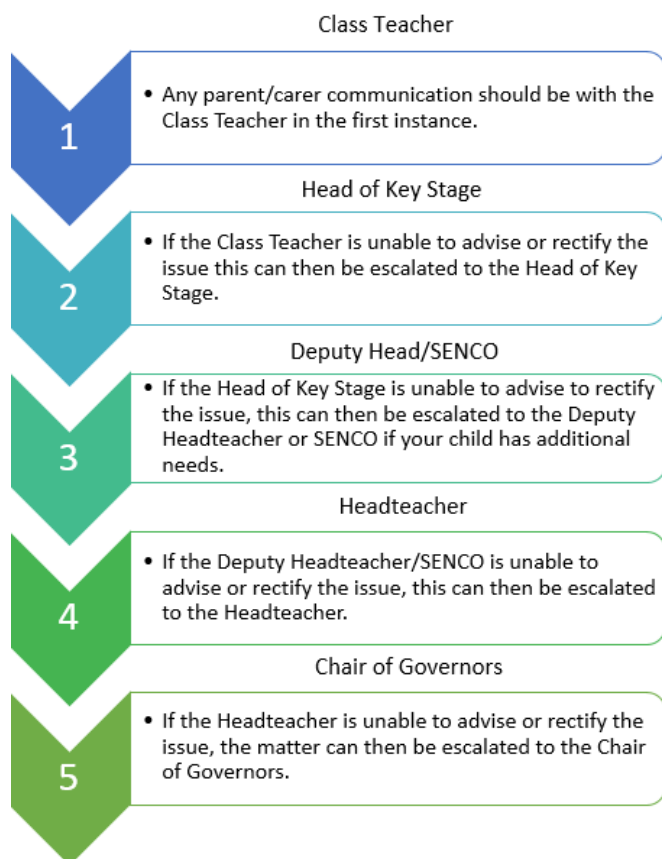 Class Teacher
1
• Any parent/carer communication should be with the
Class Teacher in the first instance.
Head of Key Stage
2
• If the Class Teacher is unable to advise or rectify the
issue this can then be escalated to the Head of Key
Stage.
Deputy Head/SENCO
3
• If the Head of Key Stage is unable to advise to rectify
the issue, this can then be escalated to the Deputy
Headteacher or SENCO if your child has additional
needs.
Headteacher
4
• If the Deputy Headteacher/SENCO is unable to
advise or rectify the issue, this can then be escalated
to the Headteacher.
Chair of Governors
5
• If the Headteacher is unable to advise or rectify the
issue, the matter can then be escalated to the Chair
of Governors.